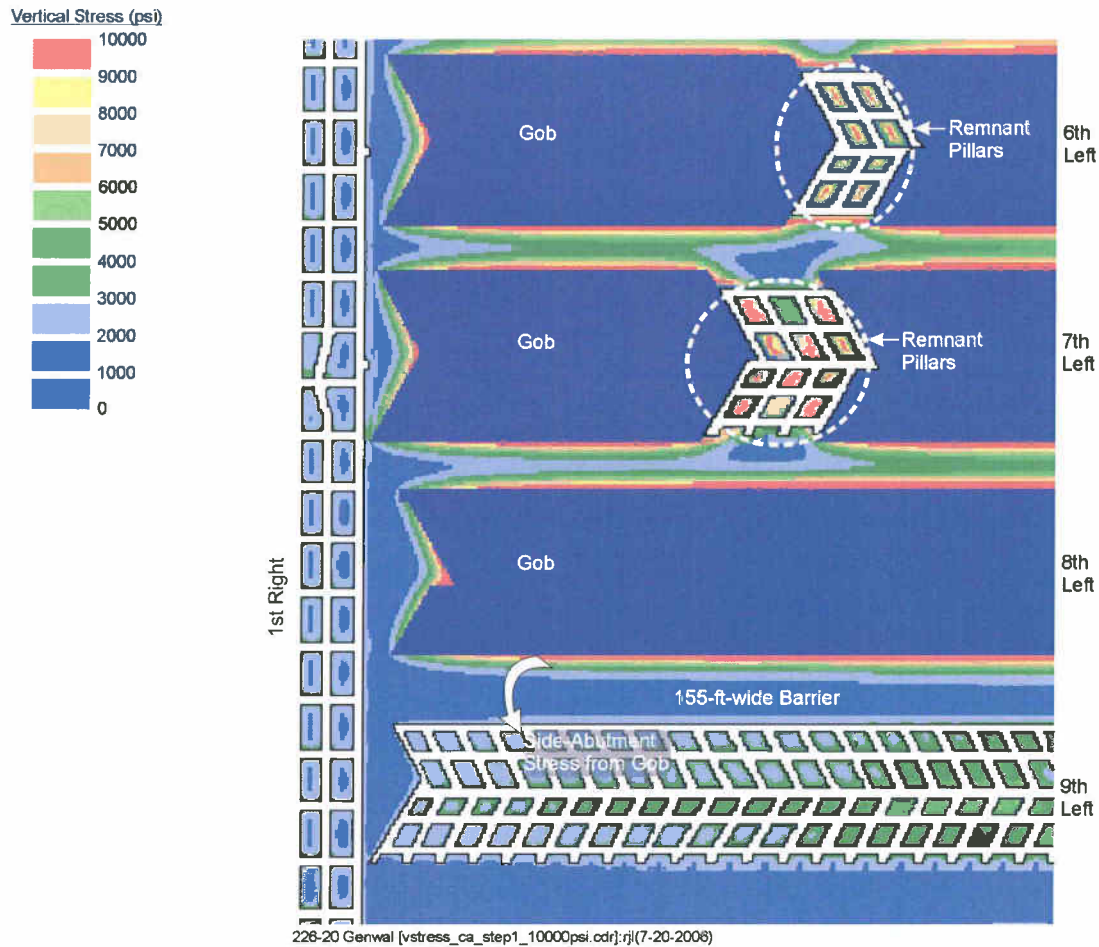 Vertical Stress (psi)
10000
9000
8000
7000
6000
5000
4000
3000
2000
1000
0
Gob
Remnant
Pillars
6th
Left
Gob
Remnant
Pillars
7th
Left
Gob
8th
Left
1st Right
155-ft-wide Barrier
Side-Abutment
Stress from Gob
9th
Left
226-20 Genwal [vstress_ca_step1_10000psi.cdr]:rjl(7-20-2006)